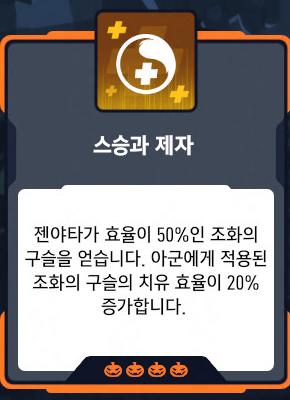 스승과 제자
젠야타가 효율이 50%인 조화의
구슬을 얻습니다. 아군에게 적용된
조화의 구슬의 치유 효율이 20%
증가합니다.